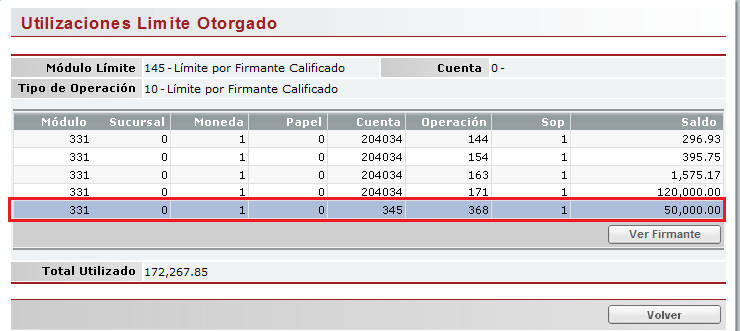 Utilizaciones Limite Otorgado
Módulo Límite 145 - Límite por Firmante Calificado Cuenta 0 -
Tipo de Operación 10 - Límite por Firmante Calificado
Módulo Sucursal Moneda Papel Cuenta Operación Sop Saldo
331 0 1 0 204034 144 1 296.93
331 0 1 0 204034 154 1 395.75
331 0 1 0 204034 163 1 1,575.17
331 0 1 0 204034 171 1 120,000.00
331 0 1 0 345 368 1 50,000.00
Ver Firmante
Total Utilizado 172,267.85
Volver